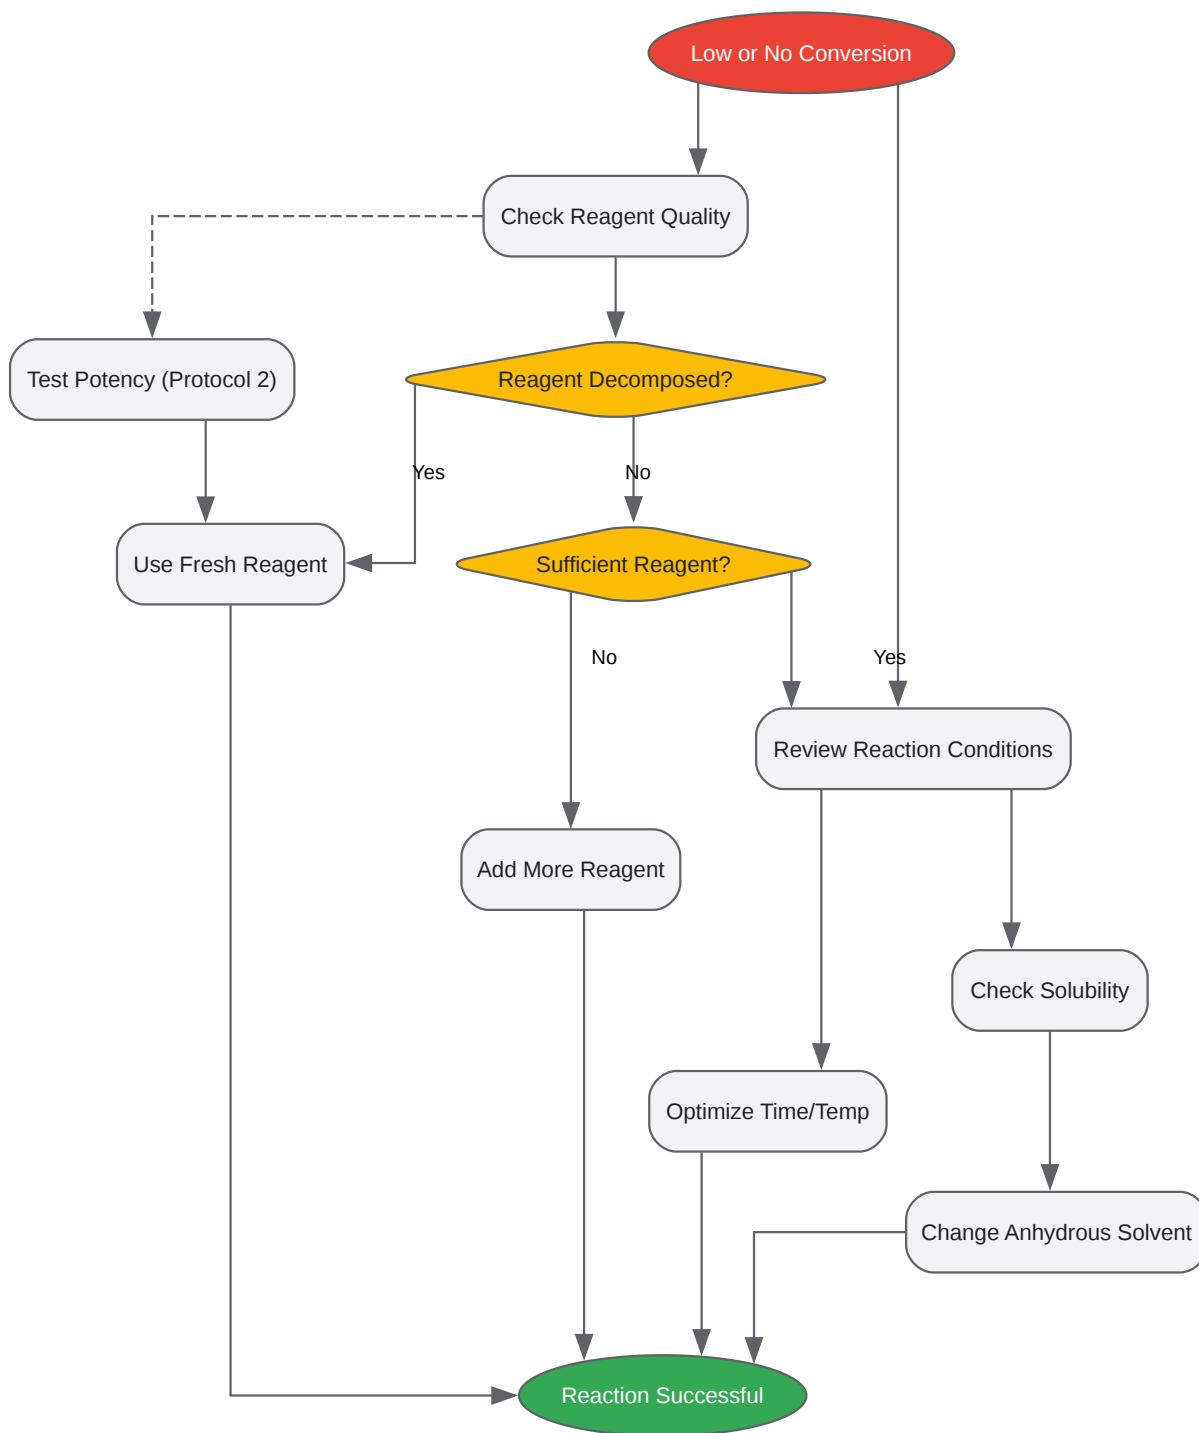 Low or No Conversion
Check Reagent Quality
Test Potency (Protocol 2)
Reagent Decomposed?
Yes
No
Use Fresh Reagent
Sufficient Reagent?
No
Yes
Review Reaction Conditions
Add More Reagent
Check Solubility
Optimize Time/Temp
Change Anhydrous Solvent
Reaction Successful